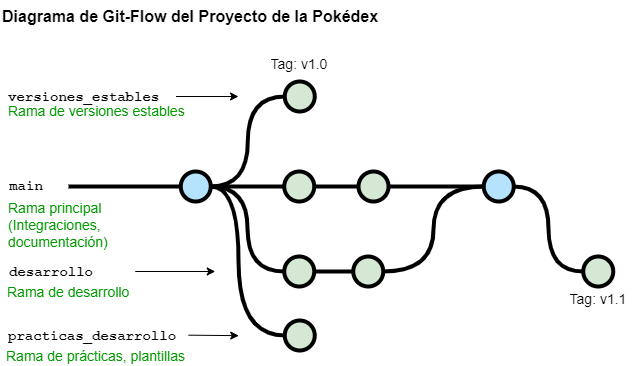 Diagrama de Git-Flow del Proyecto de la Pokédex
Tag: v1.0
versiones_estables
Rama de versiones estables
main
Rama principal
(Integraciones,
documentación)
desarrollo
Rama de desarrollo
Tag: v1.1
practicas_desarrollo
Rama de prácticas, plantillas